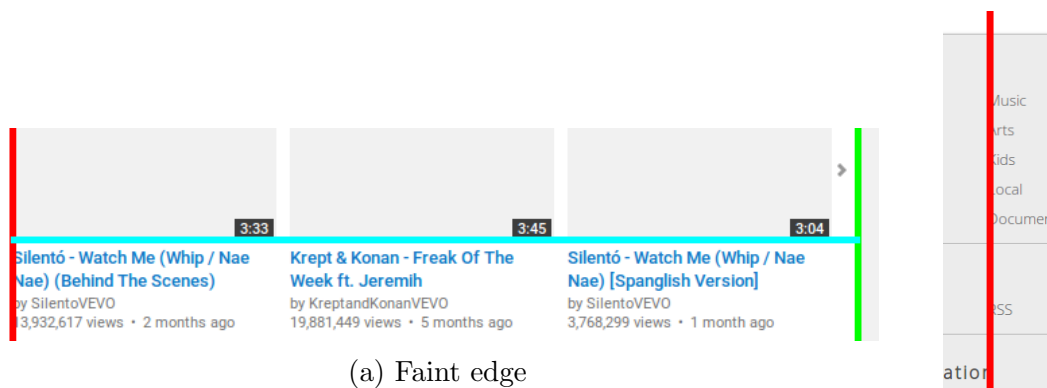 3:33
3:45
3:04
Silentó - Watch Me (Whip / Nae
Nae) (Behind The Scenes)
by SilentoVEVO
13,932,617 views • 2 months ago
Krept & Konan - Freak Of The
Week ft. Jeremih
by KreptandKonanVEVO
19,881,449 views • 5 months ago
Silentó - Watch Me (Whip / Nae
Nae) [Spanglish Version]
by SilentoVEVO
3,768,299 views • 1 month ago
(a) Faint edge
Music
Arts
Kids
Local
Documen
RSS
ation